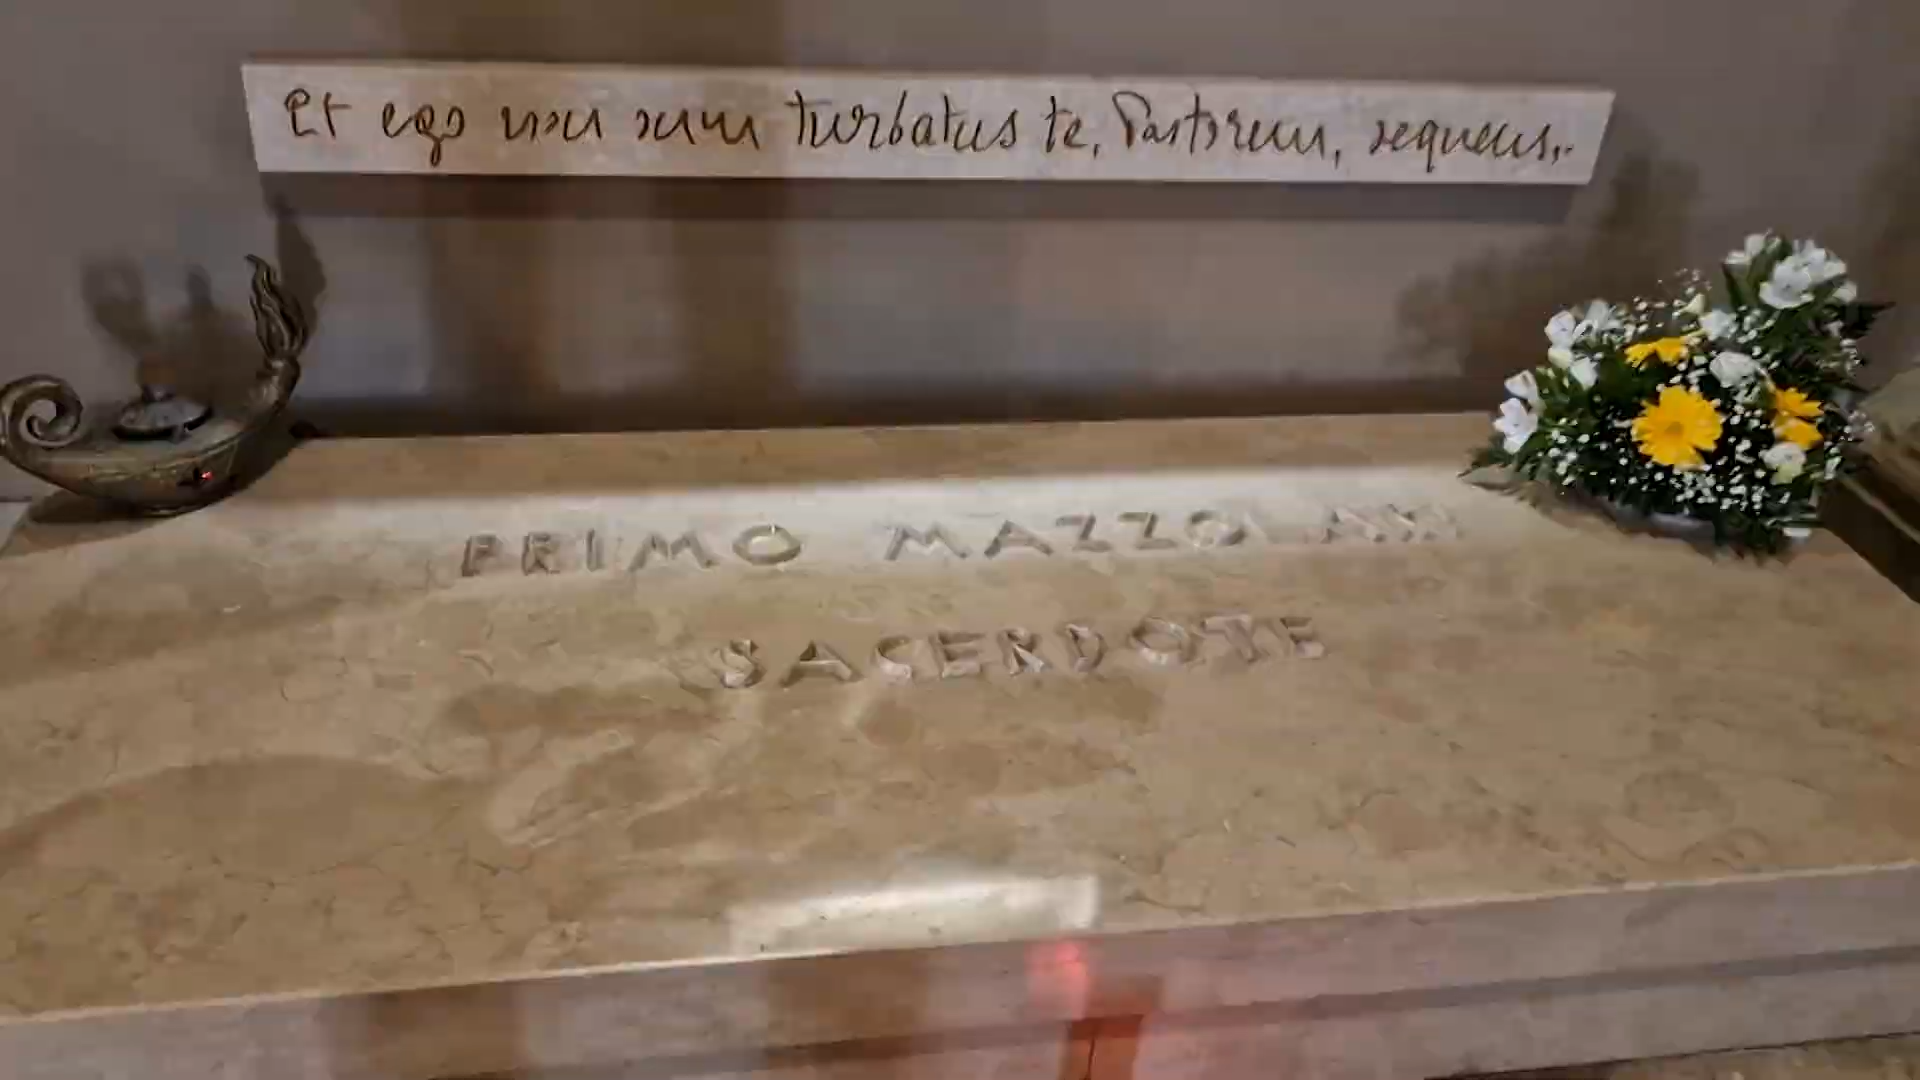 Et ego non sum turbatus te, Pastorem, sequens..
PRIMO MAZZOLARI
SACERDOTE